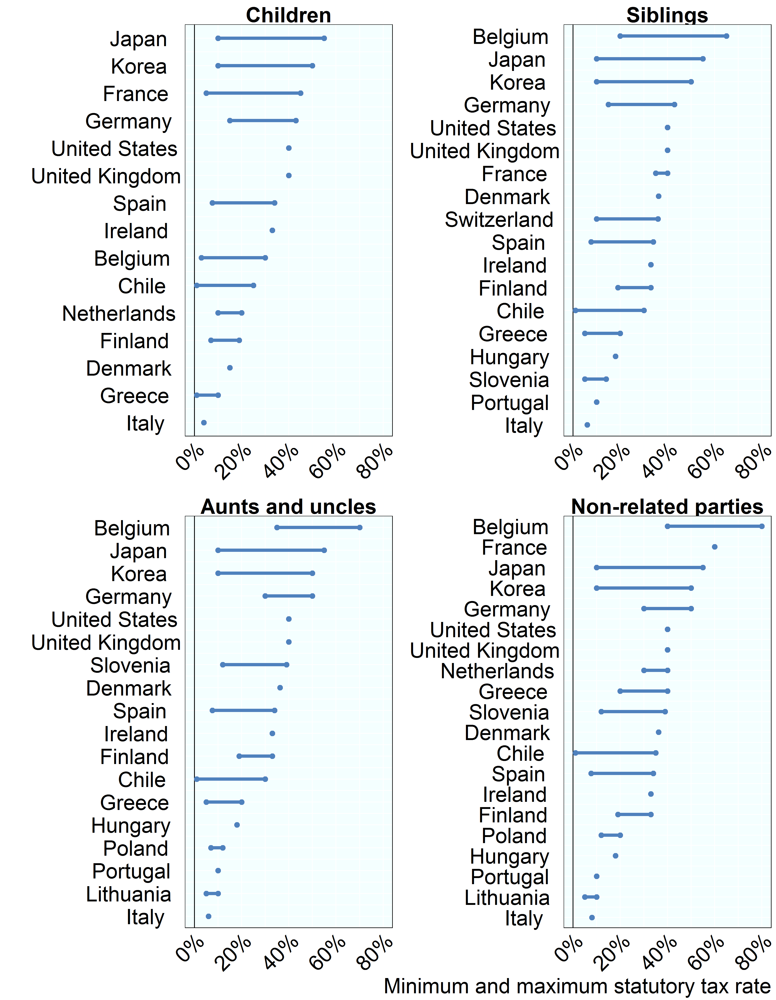 Children
Japan
Korea
France
Germany
United States
United Kingdom
Spain
Ireland
Belgium
Chile
Netherlands
Finland
Denmark
Greece
Italy
0%
20%
40%
60%
80%
Siblings
Belgium
Japan
Korea
Germany
United States
United Kingdom
France
Denmark
Switzerland
Spain
Ireland
Finland
Chile
Greece
Hungary
Slovenia
Portugal
Italy
0%
20%
40%
60%
80%
Aunts and uncles
Belgium
Japan
Korea
Germany
United States
United Kingdom
Slovenia
Denmark
Spain
Ireland
Finland
Chile
Greece
Hungary
Poland
Portugal
Lithuania
Italy
0%
20%
40%
60%
80%
Non-related parties
Belgium
France
Japan
Korea
Germany
United States
United Kingdom
Netherlands
Greece
Slovenia
Denmark
Chile
Spain
Ireland
Finland
Poland
Hungary
Portugal
Lithuania
Italy
0%
20%
40%
60%
80%
Minimum and maximum statutory tax rate